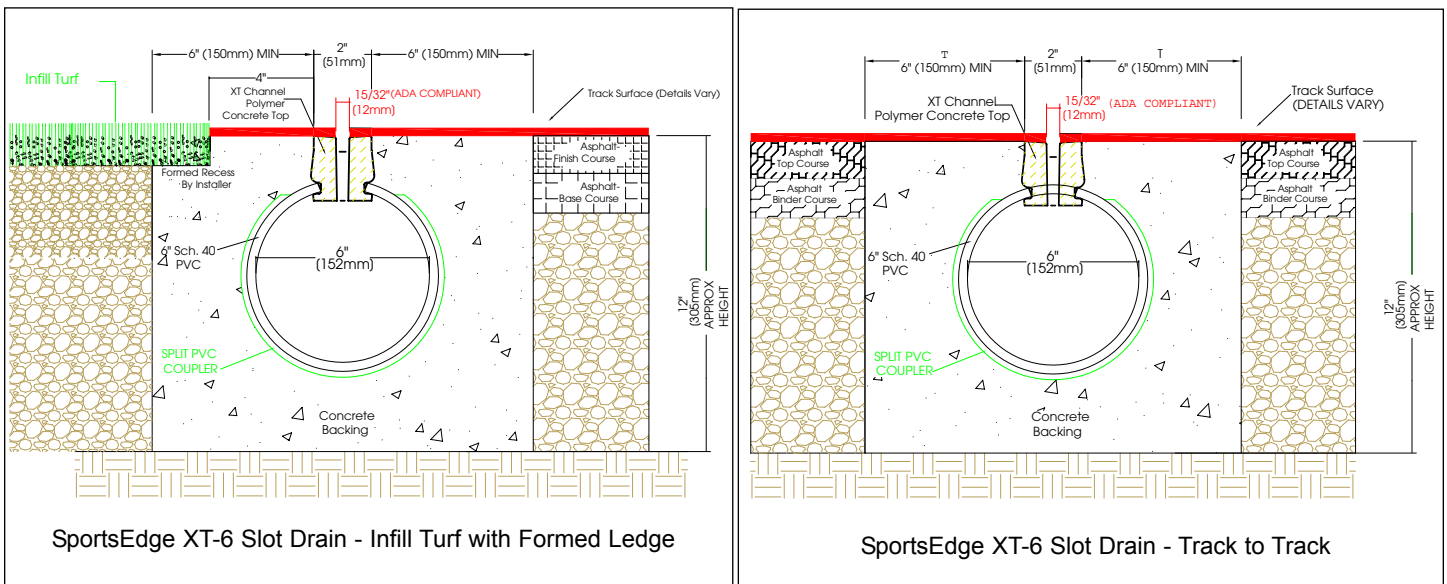 6" (150mm) MIN
2"
(51mm)
6" (150mm) MIN
Infill Turf
4"
XT Channel
Polymer
Concrete Top
15/32" (ADA COMPLIANT)
(12mm)
Track Surface (Details Vary)
Formed Recess
By Installer
Asphalt-
Finish Course
Asphalt-
Base Course
6" Sch. 40
PVC
6"
(152mm)
12"
(305mm)
APPROX
HEIGHT
SPLIT PVC
COUPLER
Concrete
Backing
SportsEdge XT-6 Slot Drain - Infill Turf with Formed Ledge
T
6" (150mm) MIN
2"
(51mm)
T
6" (150mm) MIN
XT Channel
Polymer Concrete Top
15/32" (ADA COMPLIANT)
(12mm)
Track Surface
(DETAILS VARY)
Asphalt
Top Course
Asphalt
Binder Course
Asphalt
Top Course
Asphalt
Binder Course
6" Sch. 40
PVC
6"
(152mm)
12"
(305mm)
APPROX
HEIGHT
SPLIT PVC
COUPLER
Concrete
Backing
SportsEdge XT-6 Slot Drain - Track to Track